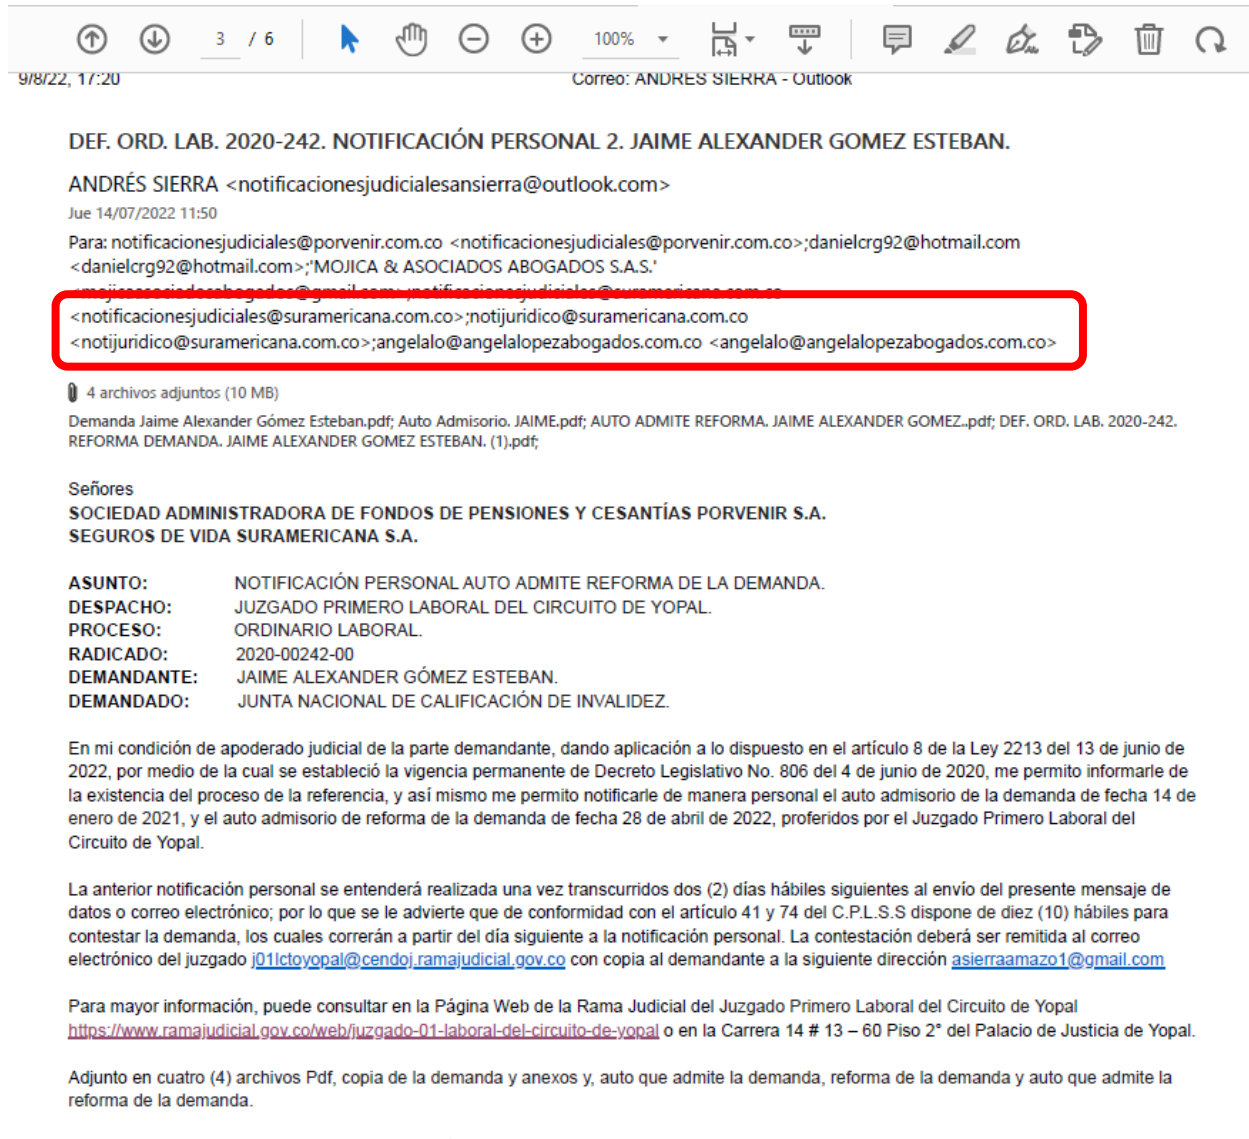 3 / 6 100%
9/8/22, 17:20 Correo: ANDRES SIERRA - Outlook
DEF. ORD. LAB. 2020-242. NOTIFICACIÓN PERSONAL 2. JAIME ALEXANDER GOMEZ ESTEBAN.
ANDRÉS SIERRA <notificacionesjudicialesansierra@outlook.com>
Jue 14/07/2022 11:50
Para: notificacionesjudiciales@porvenir.com.co <notificacionesjudiciales@porvenir.com.co>;danielcrg92@hotmail.com
<danielcrg92@hotmail.com>;'MOJICA & ASOCIADOS ABOGADOS S.A.S.'
<mojicaasociadosabogados@gmail.com>;notificacionesjudiciales@suramericana.com.co
<notificacionesjudiciales@suramericana.com.co>;notijuridico@suramericana.com.co
<notijuridico@suramericana.com.co>;angelalo@angelalopezabogados.com.co <angelalo@angelalopezabogados.com.co>
4 archivos adjuntos (10 MB)
Demanda Jaime Alexander Gómez Esteban.pdf; Auto Admisorio. JAIME.pdf; AUTO ADMITE REFORMA. JAIME ALEXANDER GOMEZ..pdf; DEF. ORD. LAB. 2020-242.
REFORMA DEMANDA. JAIME ALEXANDER GOMEZ ESTEBAN. (1).pdf;
Señores
SOCIEDAD ADMINISTRADORA DE FONDOS DE PENSIONES Y CESANTÍAS PORVENIR S.A.
SEGUROS DE VIDA SURAMERICANA S.A.
ASUNTO: NOTIFICACIÓN PERSONAL AUTO ADMITE REFORMA DE LA DEMANDA.
DESPACHO: JUZGADO PRIMERO LABORAL DEL CIRCUITO DE YOPAL.
PROCESO: ORDINARIO LABORAL.
RADICADO: 2020-00242-00
DEMANDANTE: JAIME ALEXANDER GÓMEZ ESTEBAN.
DEMANDADO: JUNTA NACIONAL DE CALIFICACIÓN DE INVALIDEZ.
En mi condición de apoderado judicial de la parte demandante, dando aplicación a lo dispuesto en el artículo 8 de la Ley 2213 del 13 de junio de
2022, por medio de la cual se estableció la vigencia permanente de Decreto Legislativo No. 806 del 4 de junio de 2020, me permito informarle de
la existencia del proceso de la referencia, y así mismo me permito notificarle de manera personal el auto admisorio de la demanda de fecha 14 de
enero de 2021, y el auto admisorio de reforma de la demanda de fecha 28 de abril de 2022, proferidos por el Juzgado Primero Laboral del
Circuito de Yopal.
La anterior notificación personal se entenderá realizada una vez transcurridos dos (2) días hábiles siguientes al envío del presente mensaje de
datos o correo electrónico; por lo que se le advierte que de conformidad con el artículo 41 y 74 del C.P.L.S.S dispone de diez (10) hábiles para
contestar la demanda, los cuales correrán a partir del día siguiente a la notificación personal. La contestación deberá ser remitida al correo
electrónico del juzgado j01lctoyopal@cendoj.ramajudicial.gov.co con copia al demandante a la siguiente dirección asierraamazo1@gmail.com
Para mayor información, puede consultar en la Página Web de la Rama Judicial del Juzgado Primero Laboral del Circuito de Yopal
https://www.ramajudicial.gov.co/web/juzgado-01-laboral-del-circuito-de-yopal o en la Carrera 14 # 13 – 60 Piso 2° del Palacio de Justicia de Yopal.
Adjunto en cuatro (4) archivos Pdf, copia de la demanda y anexos y, auto que admite la demanda, reforma de la demanda y auto que admite la
reforma de la demanda.